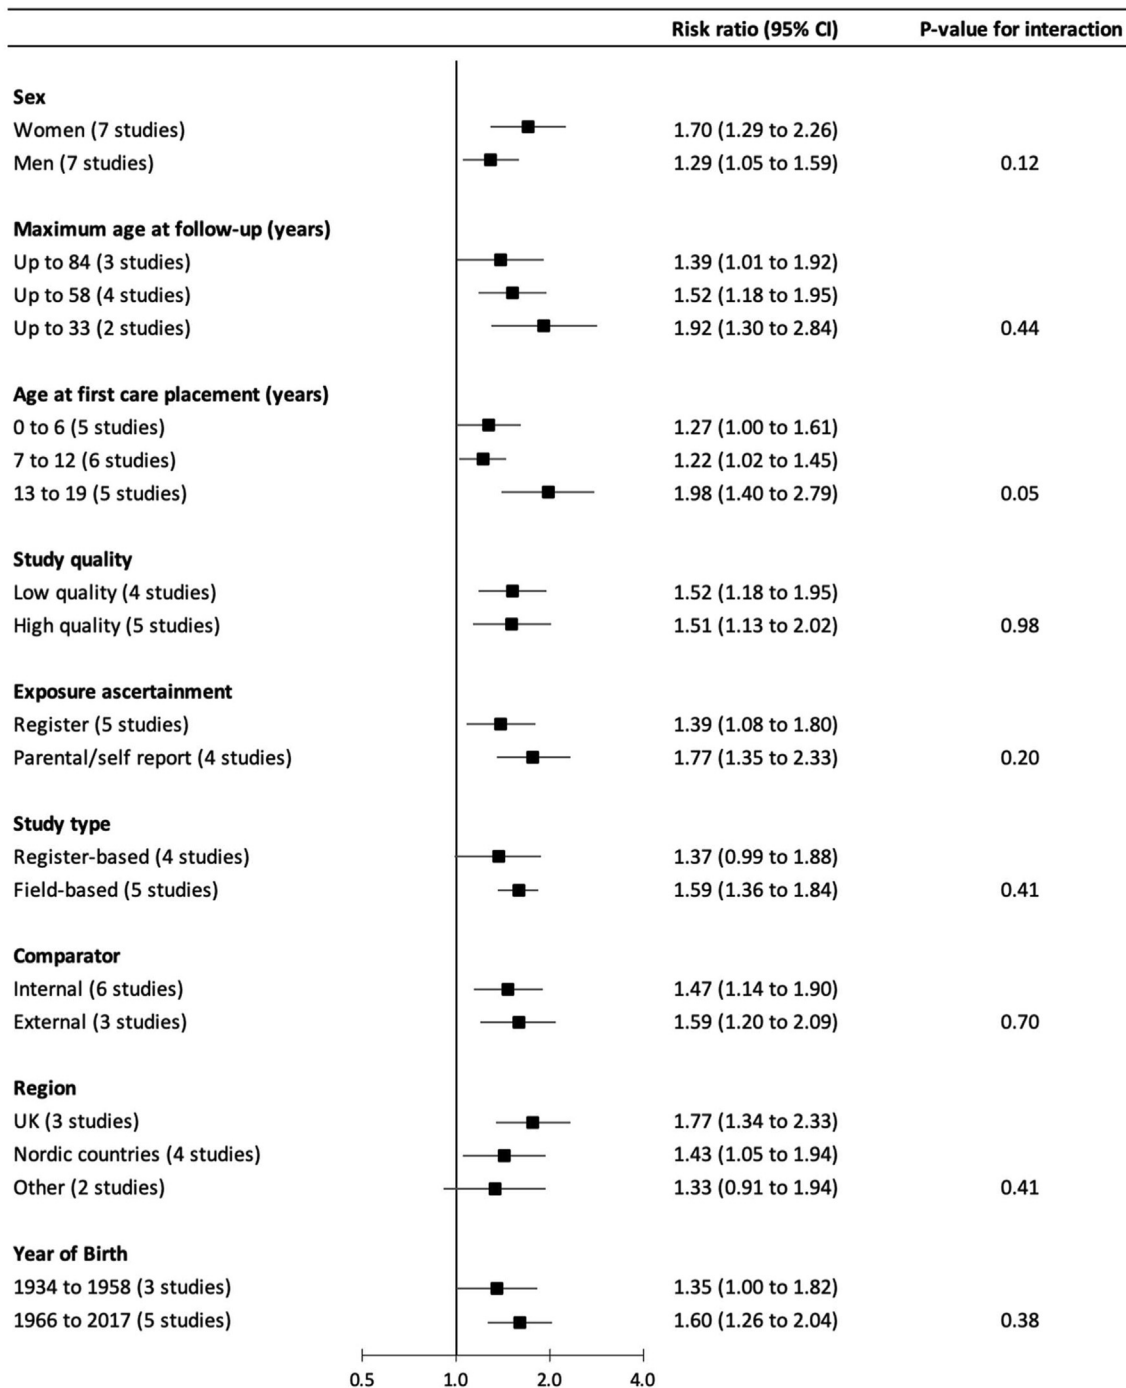 Risk ratio (95% CI) P-value for interaction
Sex
Women (7 studies) 1.70 (1.29 to 2.26)
Men (7 studies) 1.29 (1.05 to 1.59) 0.12
Maximum age at follow-up (years)
Up to 84 (3 studies) 1.39 (1.01 to 1.92)
Up to 58 (4 studies) 1.52 (1.18 to 1.95)
Up to 33 (2 studies) 1.92 (1.30 to 2.84) 0.44
Age at first care placement (years)
0 to 6 (5 studies) 1.27 (1.00 to 1.61)
7 to 12 (6 studies) 1.22 (1.02 to 1.45)
13 to 19 (5 studies) 1.98 (1.40 to 2.79) 0.05
Study quality
Low quality (4 studies) 1.52 (1.18 to 1.95)
High quality (5 studies) 1.51 (1.13 to 2.02) 0.98
Exposure ascertainment
Register (5 studies) 1.39 (1.08 to 1.80)
Parental/self report (4 studies) 1.77 (1.35 to 2.33) 0.20
Study type
Register-based (4 studies) 1.37 (0.99 to 1.88)
Field-based (5 studies) 1.59 (1.36 to 1.84) 0.41
Comparator
Internal (6 studies) 1.47 (1.14 to 1.90)
External (3 studies) 1.59 (1.20 to 2.09) 0.70
Region
UK (3 studies) 1.77 (1.34 to 2.33)
Nordic countries (4 studies) 1.43 (1.05 to 1.94)
Other (2 studies) 1.33 (0.91 to 1.94) 0.41
Year of Birth
1934 to 1958 (3 studies) 1.35 (1.00 to 1.82)
1966 to 2017 (5 studies) 1.60 (1.26 to 2.04) 0.38
0.5 1.0 2.0 4.0